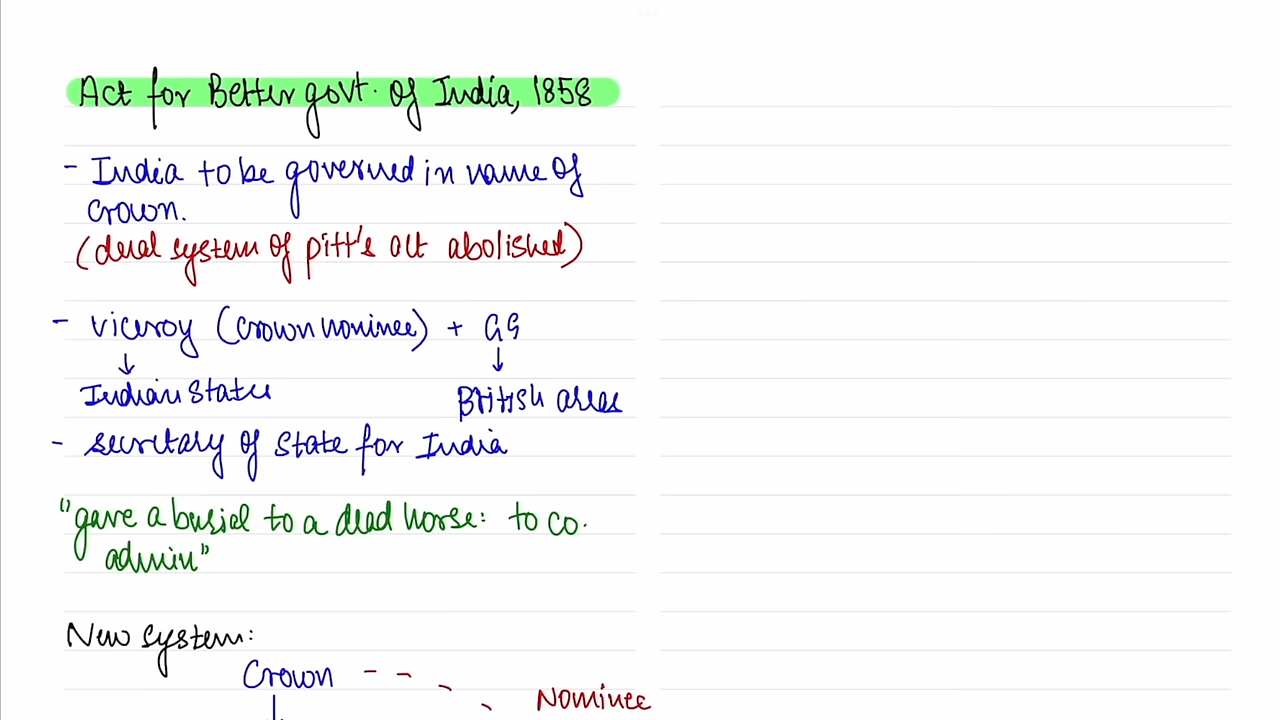 Act for Better govt. of India, 1858
- India to be governed in name of
crown.
(dual system of pitt's act abolished)
- viceroy (crown nominee) + GG
↓ ↓
Indian States British areas
- secretary of state for India
"gave a burial to a dead horse: to co.
admin"
New system:
Crown
Nominee